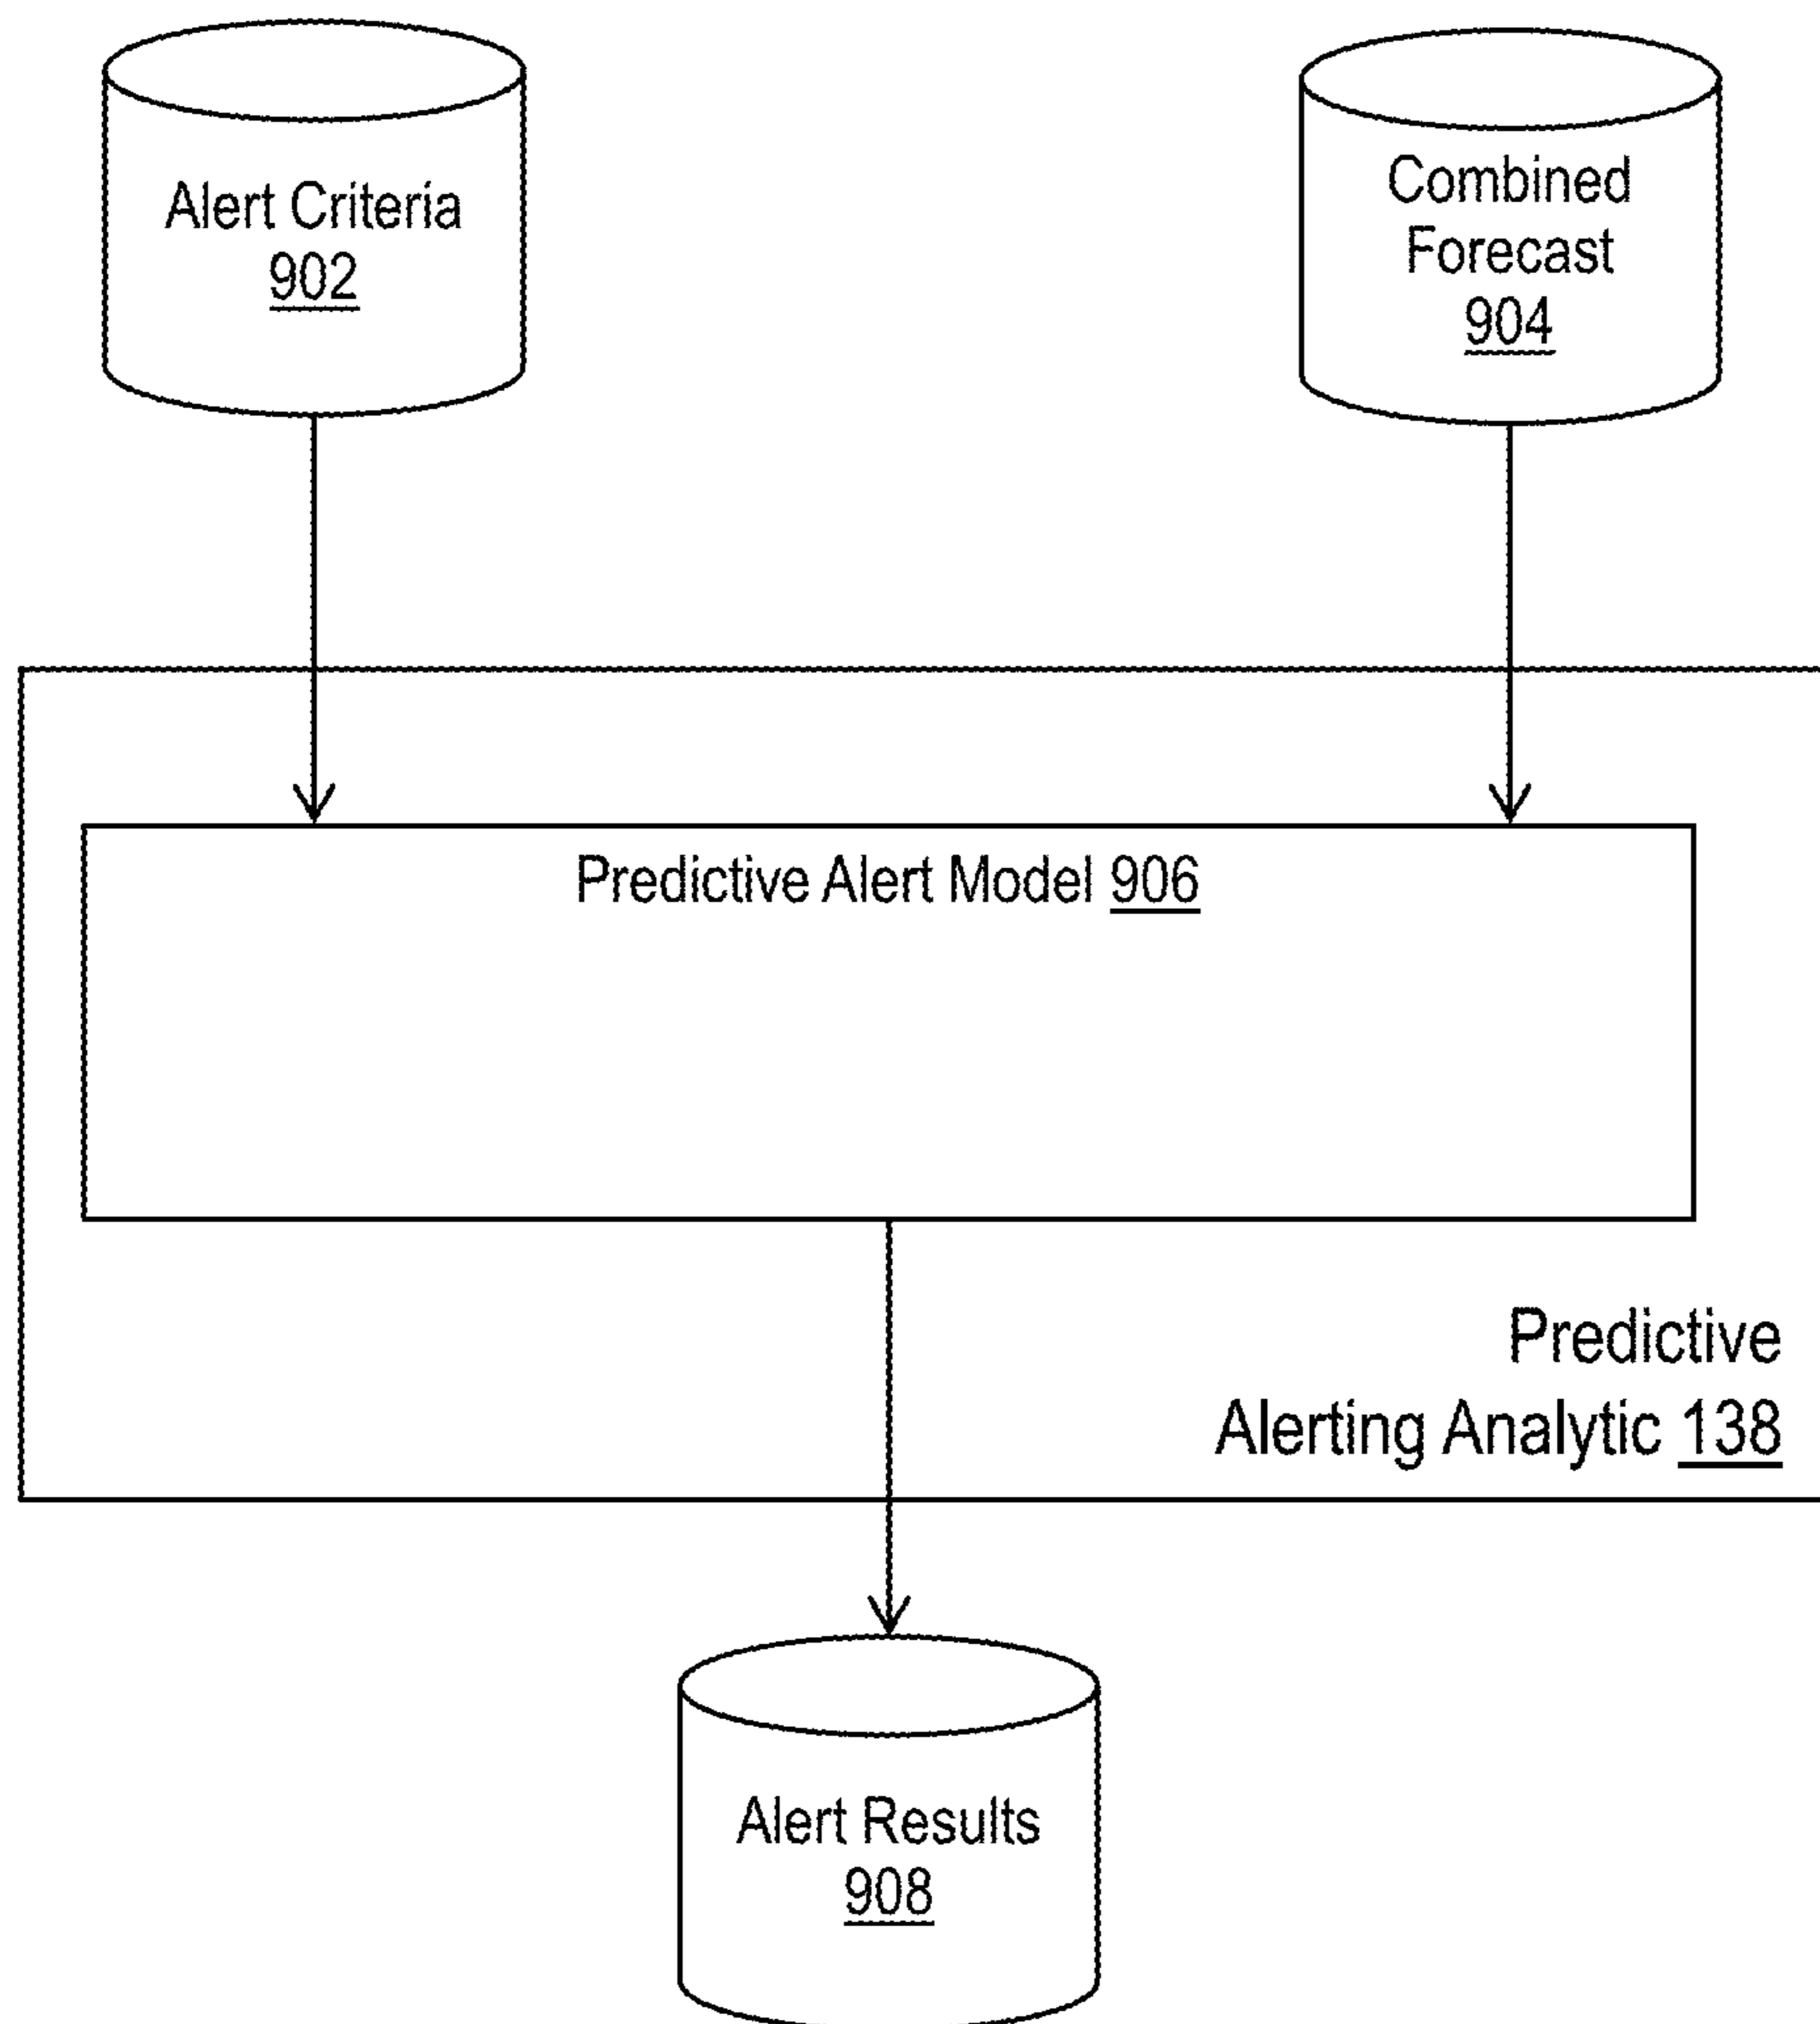 Alert Criteria
902
Combined
Forecast
904
Predictive Alert Model 906
Predictive
Alerting Analytic 138
Alert Results
908